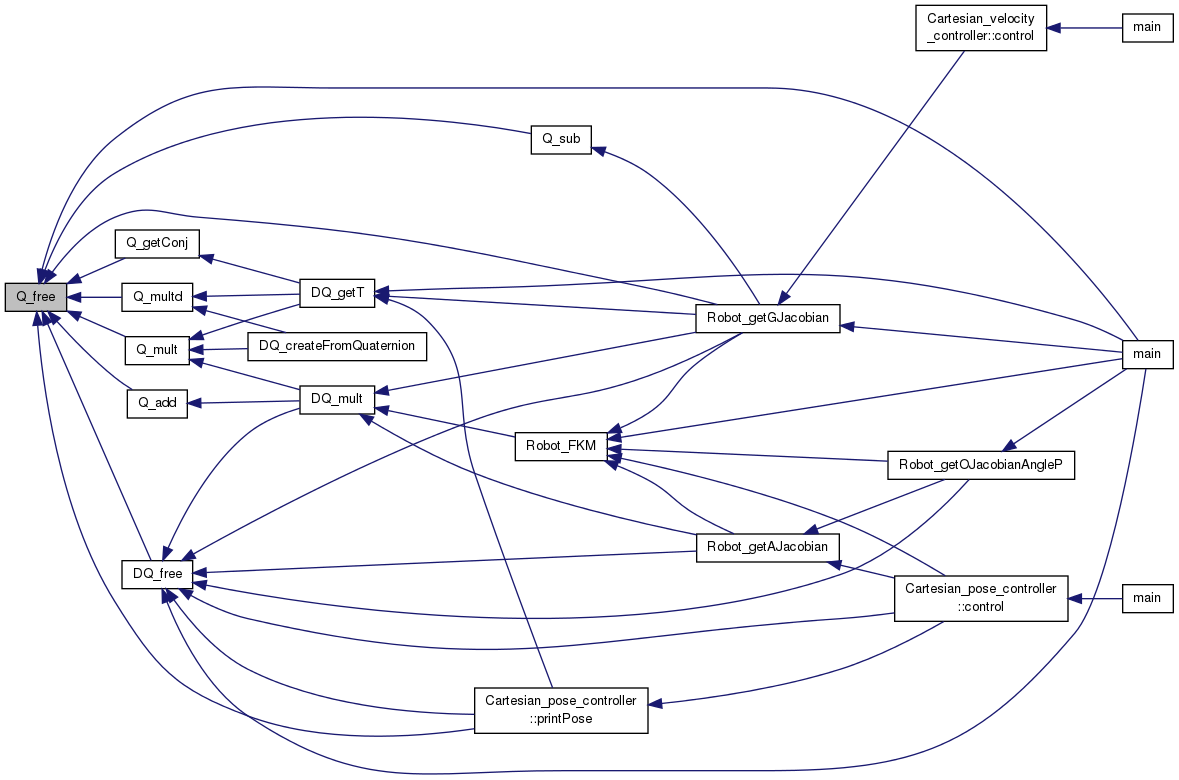 Cartesian_velocity
_controller::control
main
Q_sub
Q_getConj
Q_free
Q_multd
DQ_getT
Robot_getGJacobian
Q_mult
DQ_createFromQuaternion
main
Q_add
DQ_mult
Robot_FKM
Robot_getOJacobianAngleP
Robot_getAJacobian
DQ_free
Cartesian_pose_controller
::control
main
Cartesian_pose_controller
::printPose